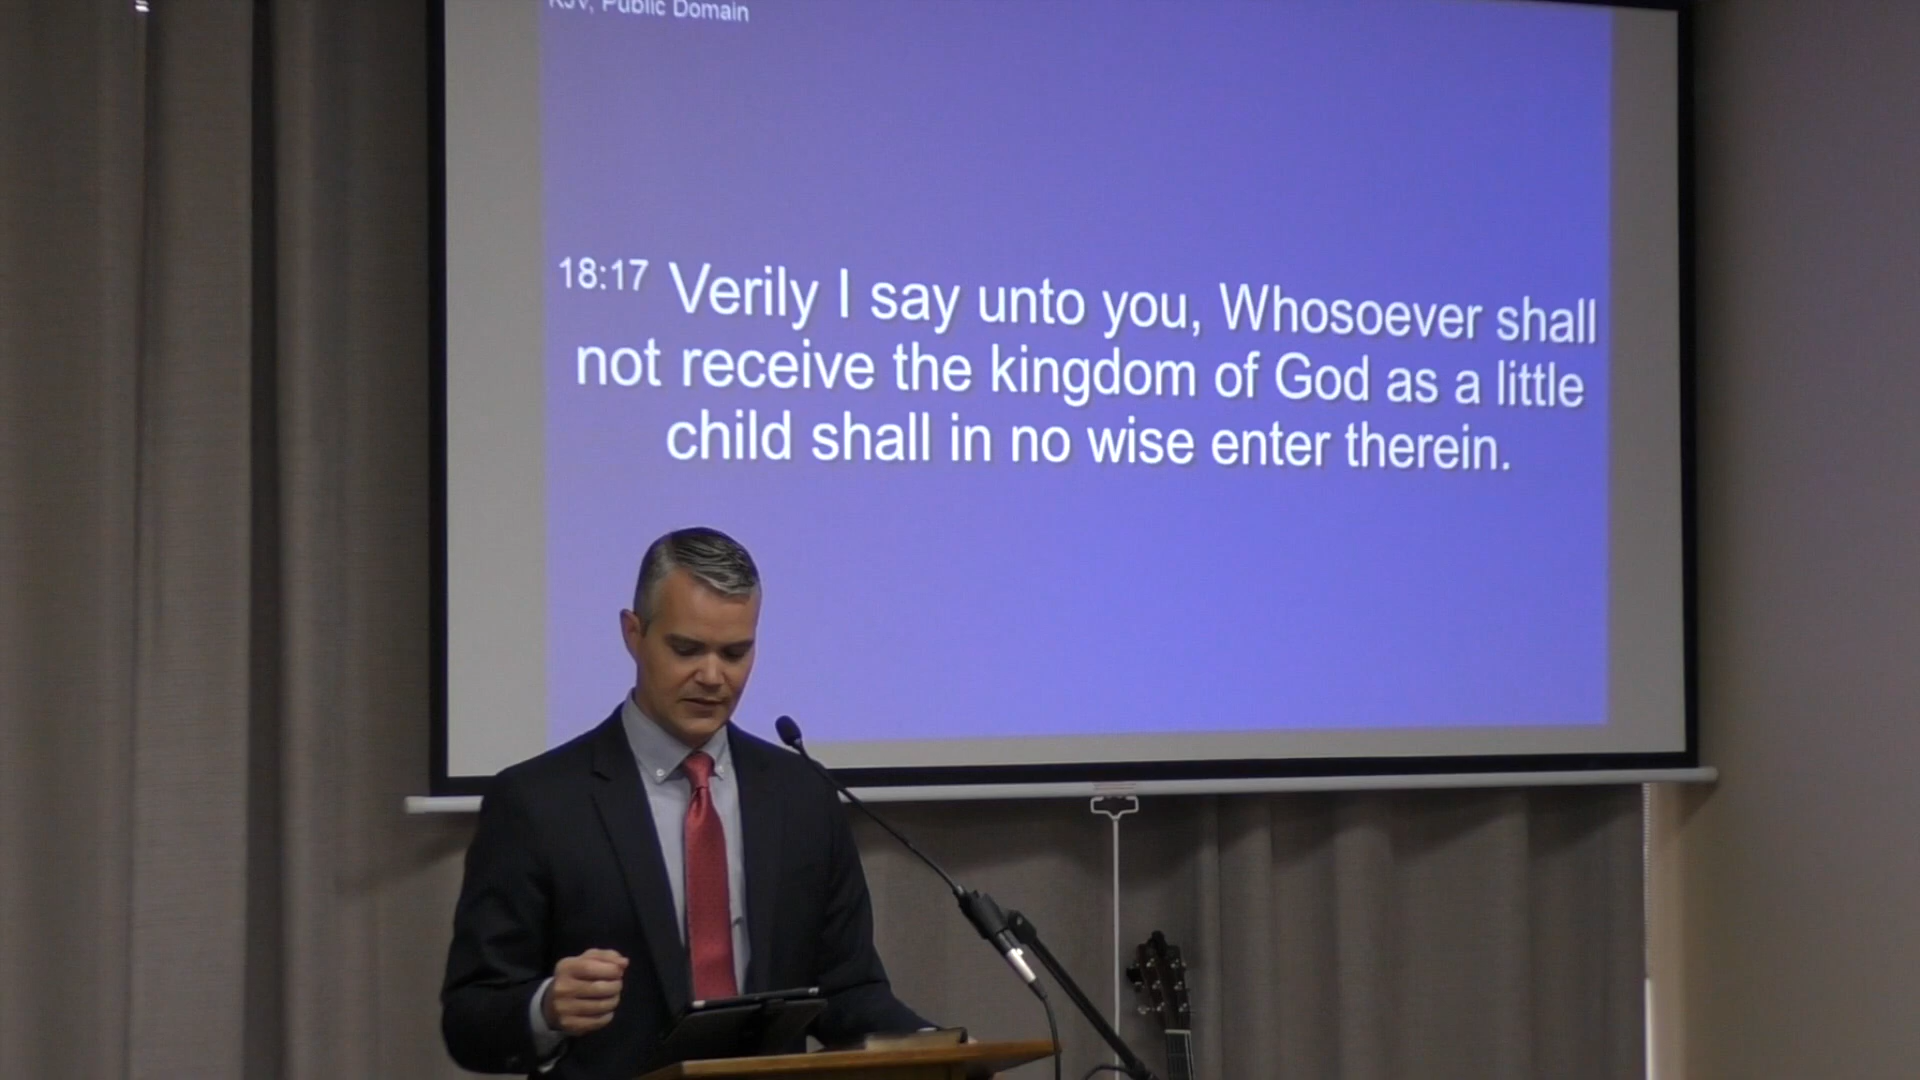 KJV, Public Domain
18:17 Verily I say unto you, Whosoever shall
not receive the kingdom of God as a little
child shall in no wise enter therein.